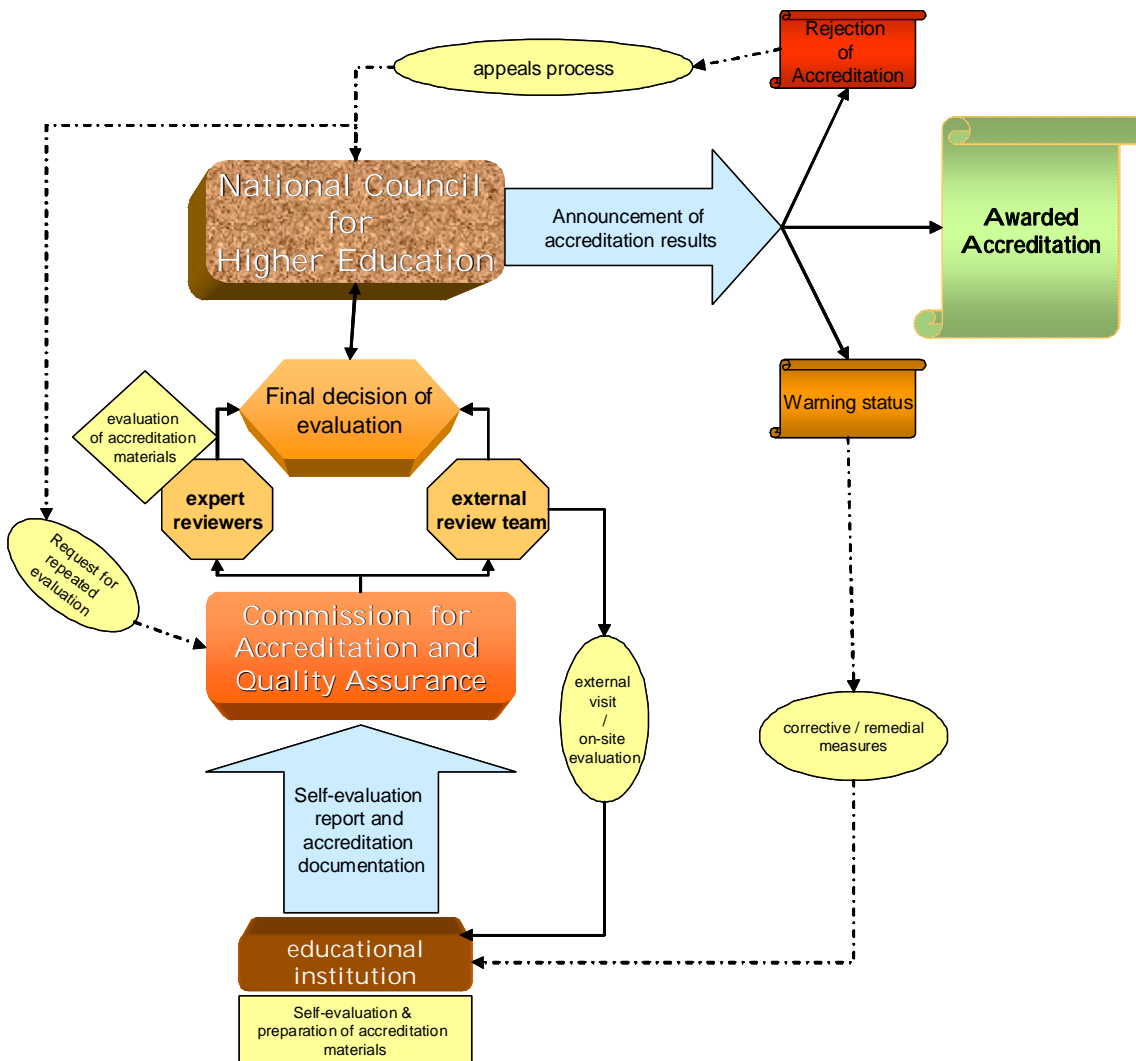 Rejection
of
Accreditation
appeals process
National Council
for
Higher Education
Announcement of
accreditation results
Awarded
Accreditation
Final decision of
evaluation
Warning status
evaluation
of accreditation
materials
expert
reviewers
external
review team
Request for
repeated
evaluation
Commission for
Accreditation and
Quality Assurance
external
visit
/
on-site
evaluation
corrective / remedial
measures
Self-evaluation
report and
accreditation
documentation
educational
institution
Self-evaluation &
preparation of accreditation
materials